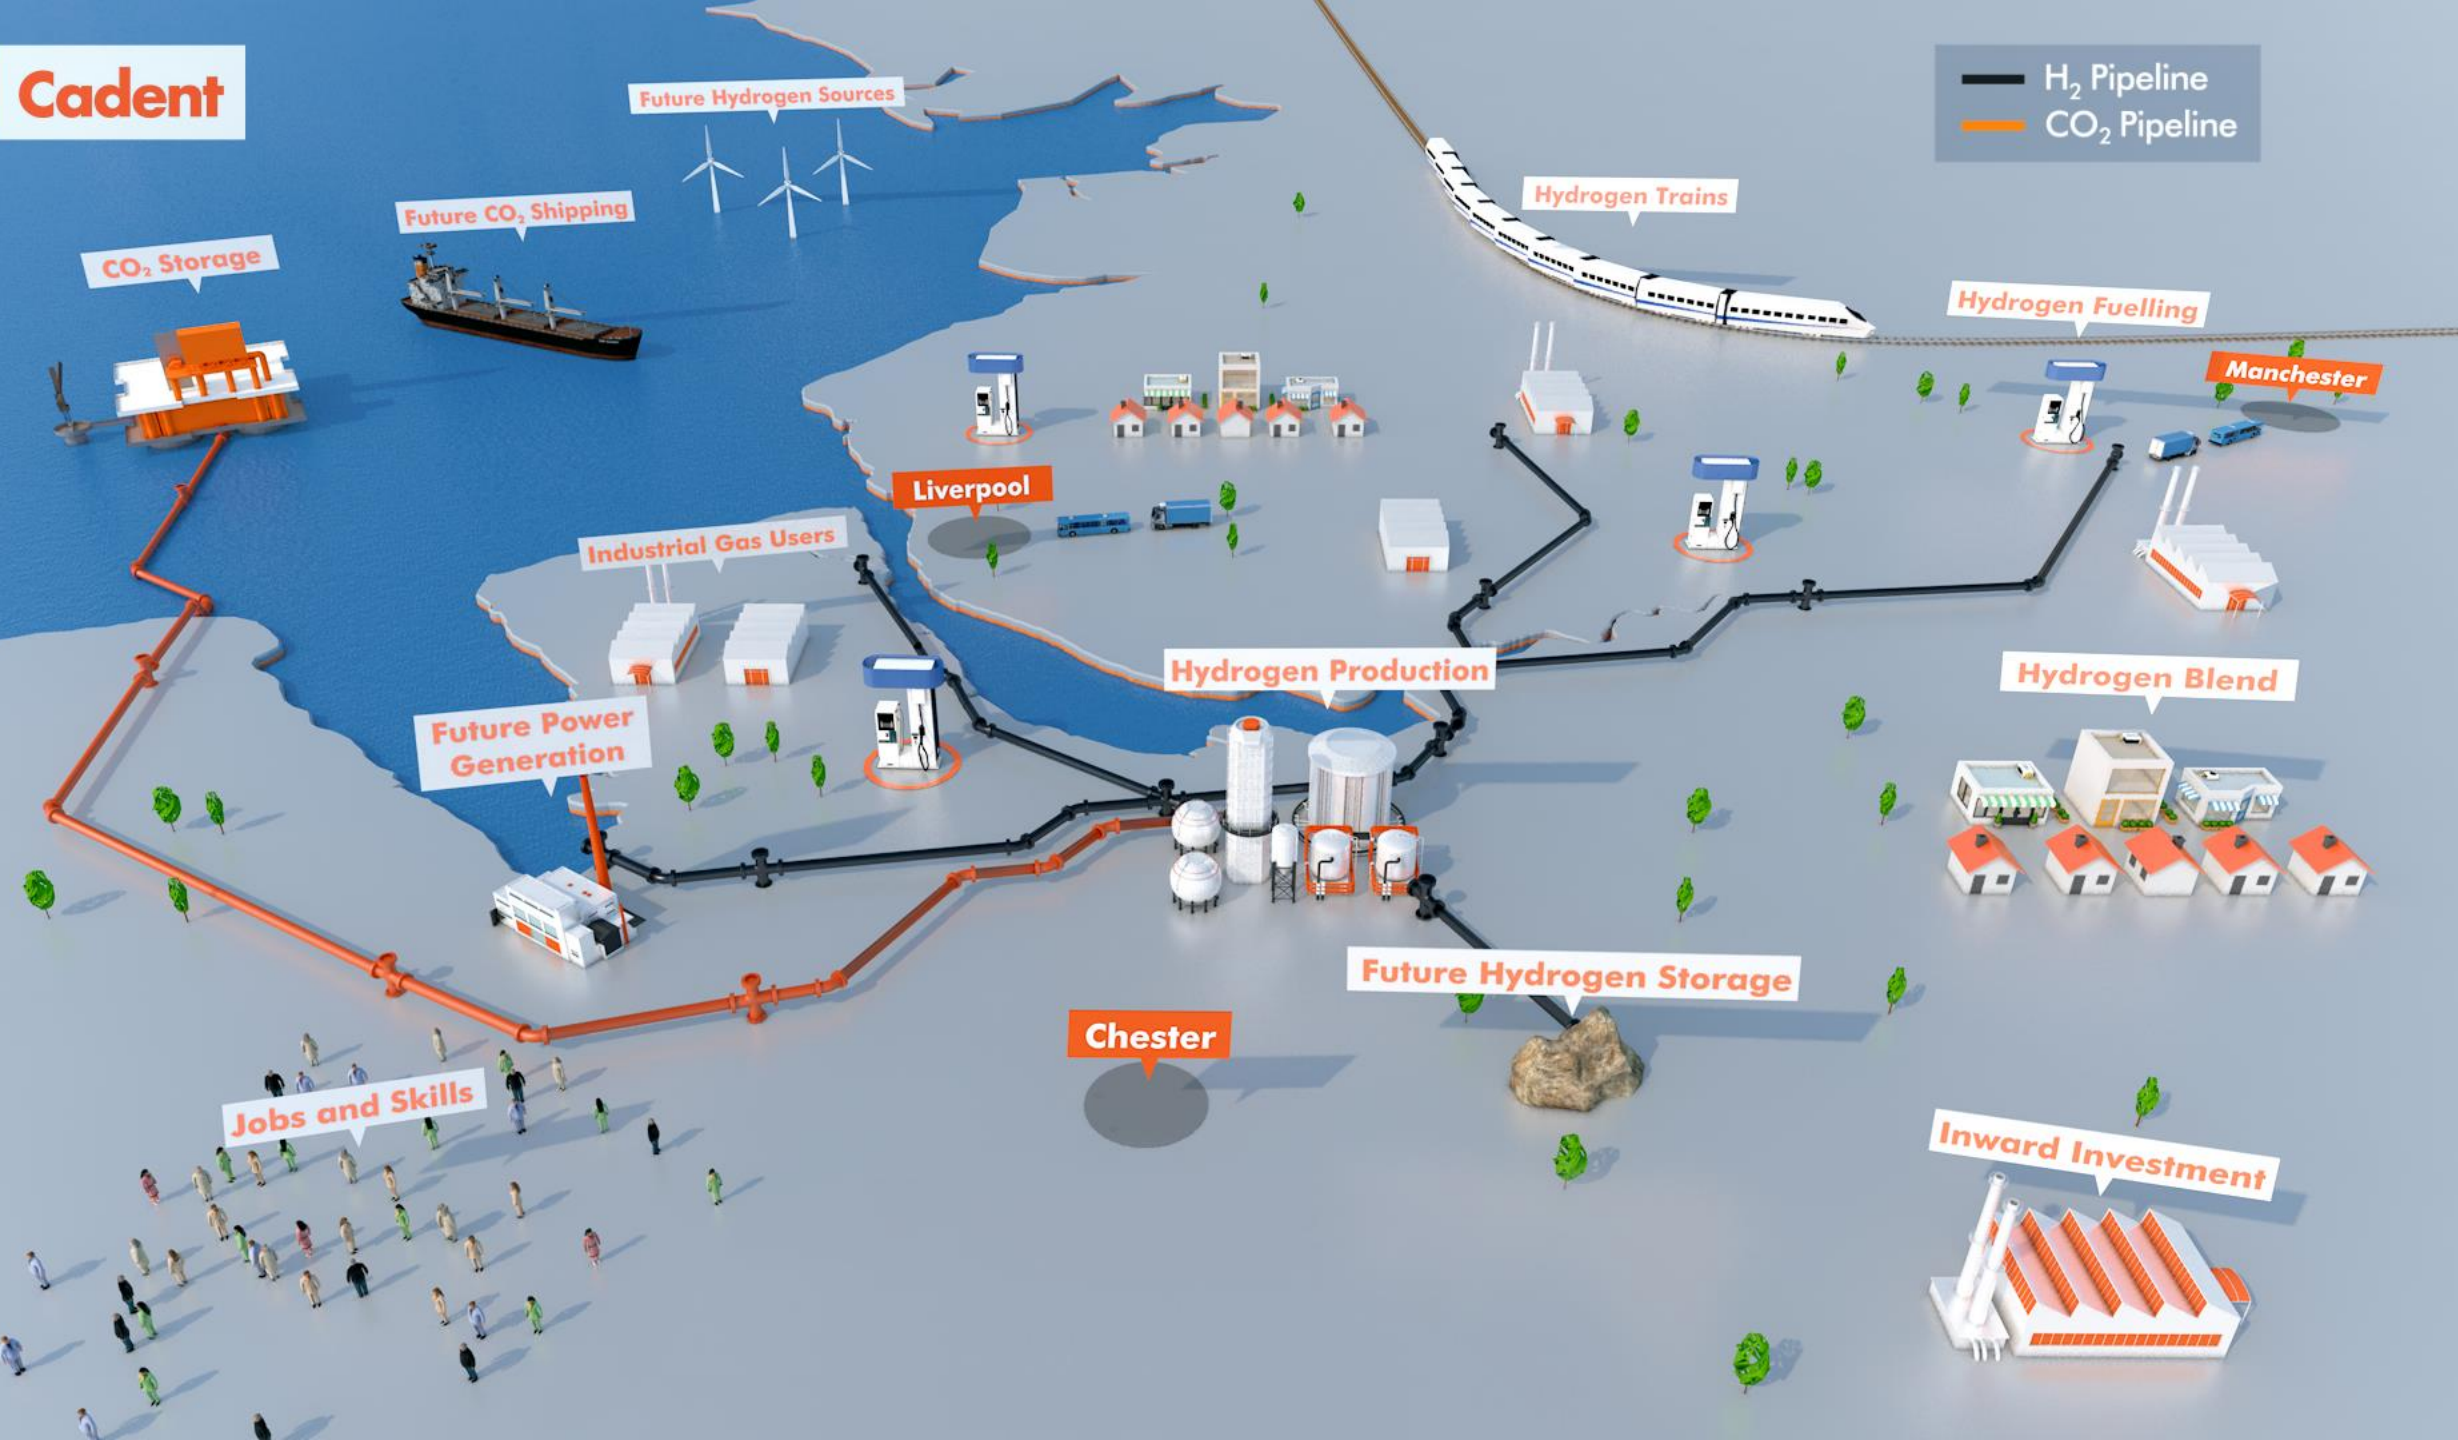 Cadent
H₂ Pipeline
CO₂ Pipeline
Future Hydrogen Sources
Future CO₂ Shipping
Hydrogen Trains
CO₂ Storage
Hydrogen Fuelling
Manchester
Liverpool
Industrial Gas Users
Hydrogen Production
Hydrogen Blend
Future Power
Generation
Future Hydrogen Storage
Chester
Jobs and Skills
Inward Investment